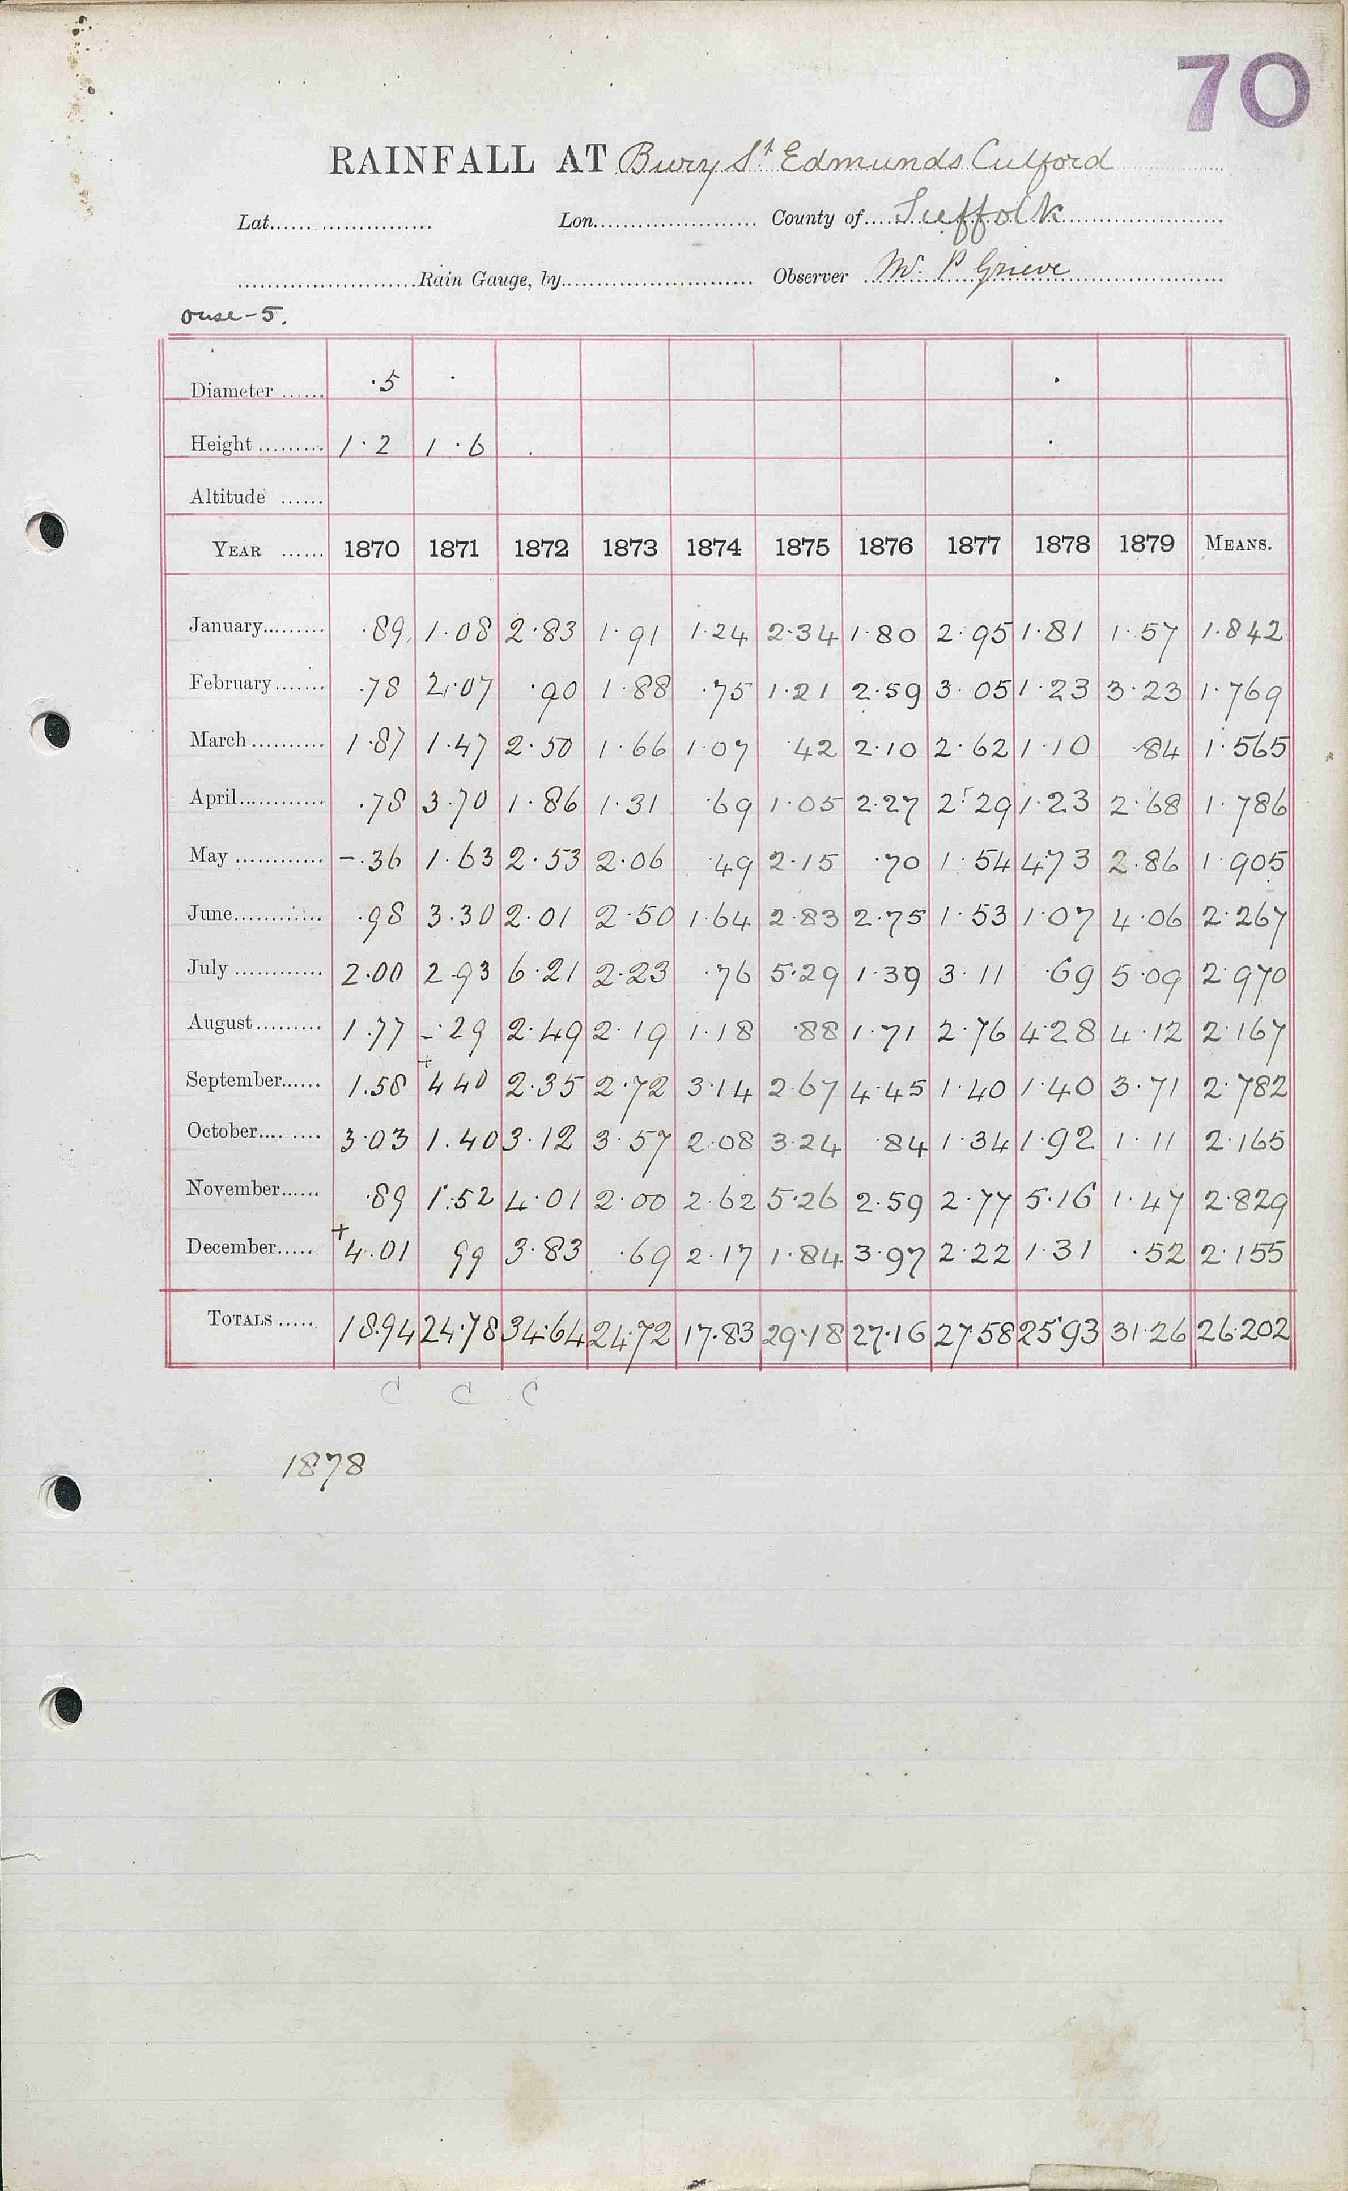 70
RAINFALL AT Bury St Edmunds Culford
Lat. Lon. County of Suffolk
Rain Gauge, by Observer Mr. P Grieve
ouse-5.
Diameter ·5
Height 1·2 1·6
Altitude
YEAR 1870 1871 1872 1873 1874 1875 1876 1877 1878 1879 MEANS.
January ·89 1·08 2·83 1·91 1·24 2·34 1·80 2·95 1·81 1·57 1·842
February ·78 2·07 ·90 1·88 ·75 1·21 2·59 3·05 1·23 3·23 1·769
March 1·87 1·47 2·50 1·66 1·07 ·42 2·10 2·62 1·10 ·84 1·565
April ·78 3·70 1·86 1·31 ·69 1·05 2·27 2·29 1·23 2·68 1·786
May -·36 1·63 2·53 2·06 ·49 2·15 ·70 1·54 4·73 2·86 1·905
June ·98 3·30 2·01 2·50 1·64 2·83 2·75 1·53 1·07 4·06 2·267
July 2·00 2·93 6·21 2·23 ·76 5·29 1·39 3·11 ·69 5·09 2·970
August 1·77 -·29 2·49 2·19 1·18 ·88 1·71 2·76 4·28 4·12 2·167
September 1·58 +4·40 2·35 2·72 3·14 2·67 4·45 1·40 1·40 3·71 2·782
October 3·03 1·40 3·12 3·57 2·08 3·24 ·84 1·34 1·92 1·11 2·165
November ·89 1·52 4·01 2·00 2·62 5·26 2·59 2·77 5·16 1·47 2·829
December +4·01 99 3·83 ·69 2·17 1·84 3·97 2·22 1·31 ·52 2·155
TOTALS 18·94 24·78 34·64 24·72 17·83 29·18 27·16 27·58 25·93 31·26 26·202
C C C
1878